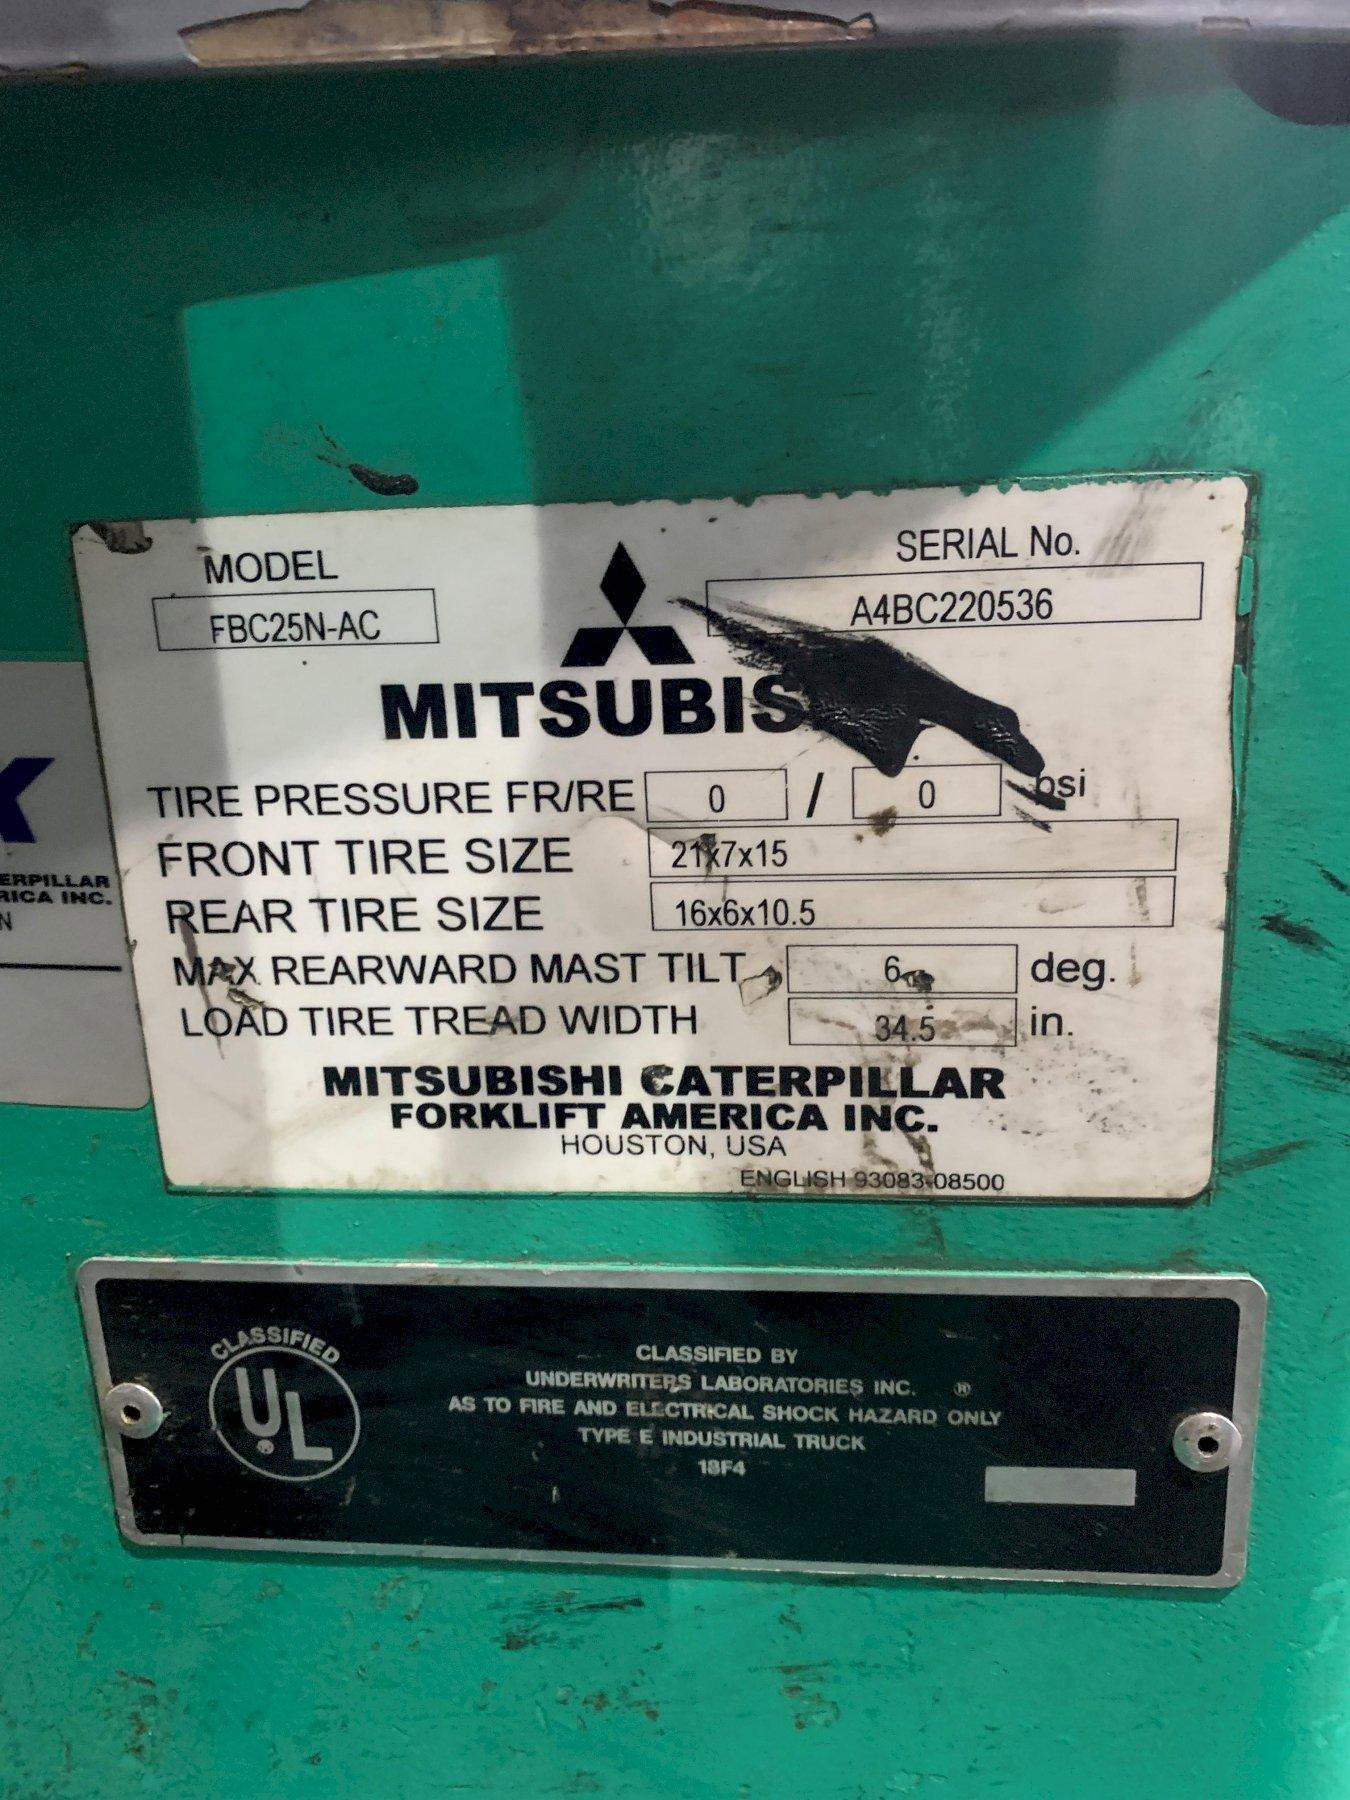 MODEL
SERIAL No.
FBC25N-AC
A4BC220536
MITSUBIS
TIRE PRESSURE FR/RE 0 / 0 psi
FRONT TIRE SIZE 21x7x15
REAR TIRE SIZE 16x6x10.5
MAX REARWARD MAST TILT 6 deg.
LOAD TIRE TREAD WIDTH 34.5 in.
MITSUBISHI CATERPILLAR
FORKLIFT AMERICA INC.
HOUSTON, USA
ENGLISH 93083-08500
K
ERPILLAR
RICA INC.
N
CLASSIFIED
UL
®
CLASSIFIED BY
UNDERWRITERS LABORATORIES INC. ®
AS TO FIRE AND ELECTRICAL SHOCK HAZARD ONLY
TYPE E INDUSTRIAL TRUCK
18F4